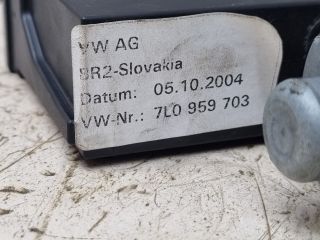 VW AG
BR2-Slovakia
Datum: 05.10.2004
VW-Nr.: 7L0 959 703